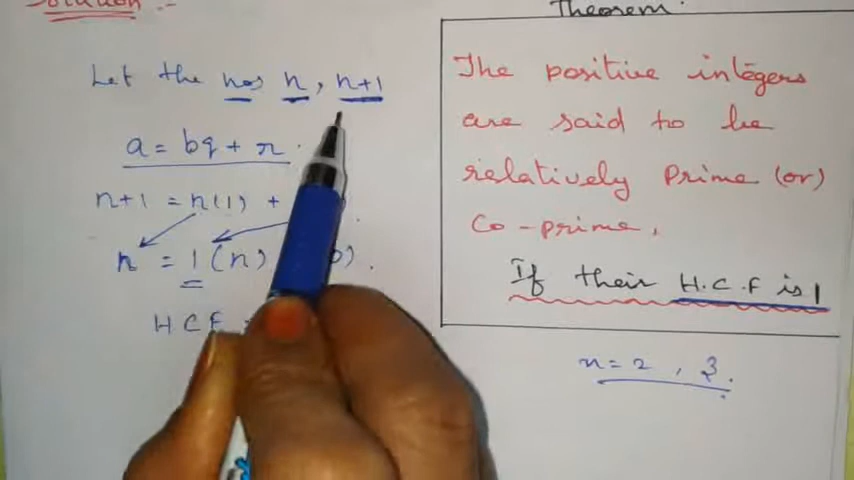 Solution :-
Let the nos n, n+1
a = bq + r.
n+1 = n(1) +
n = 1 (n)
HCF =
Theorem:
The positive integers
are said to be
relatively prime (or)
Co-prime,
If their H.C.F is 1
n = 2 , 3.